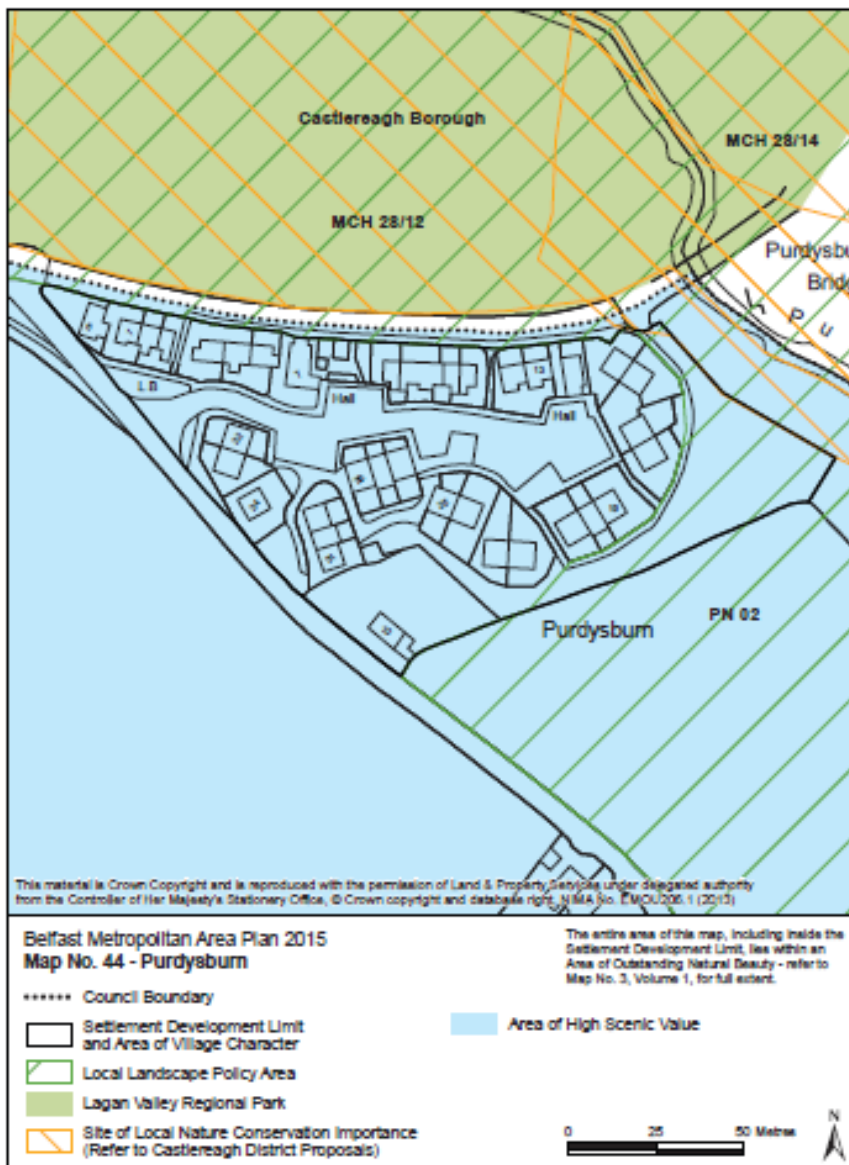 Castlereagh Borough
MCH 28/14
MCH 28/12
Purdysbu
Bridg
P u
L B
Hall
Hall
PN 02
Purdysburn
This material is Crown Copyright and is reproduced with the permission of Land & Property Services under delegated authority
from the Controller of Her Majesty's Stationery Office, © Crown copyright and database right, NIMA No. EMOU206.1 (2013)
Belfast Metropolitan Area Plan 2015
Map No. 44 - Purdysburn
The entire area of this map, including inside the
Settlement Development Limit, lies within an
Area of Outstanding Natural Beauty - refer to
Map No. 3, Volume 1, for full extent.
Council Boundary
Settlement Development Limit
and Area of Village Character
Area of High Scenic Value
Local Landscape Policy Area
Lagan Valley Regional Park
Site of Local Nature Conservation Importance
(Refer to Castlereagh District Proposals)
0 25 50 Metres
N